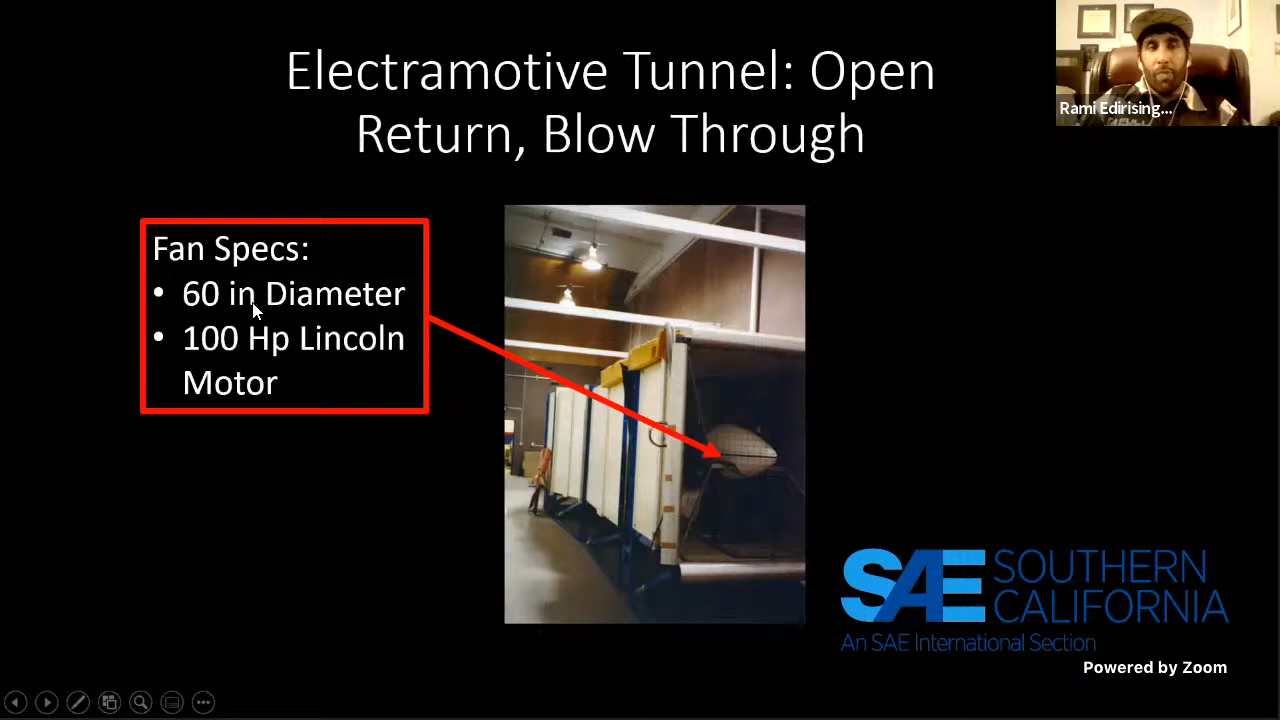 Electramotive Tunnel: Open
Return, Blow Through
Rami Edirising...
Fan Specs:
• 60 in Diameter
• 100 Hp Lincoln
Motor
SAE SOUTHERN
CALIFORNIA
An SAE International Section
Powered by Zoom